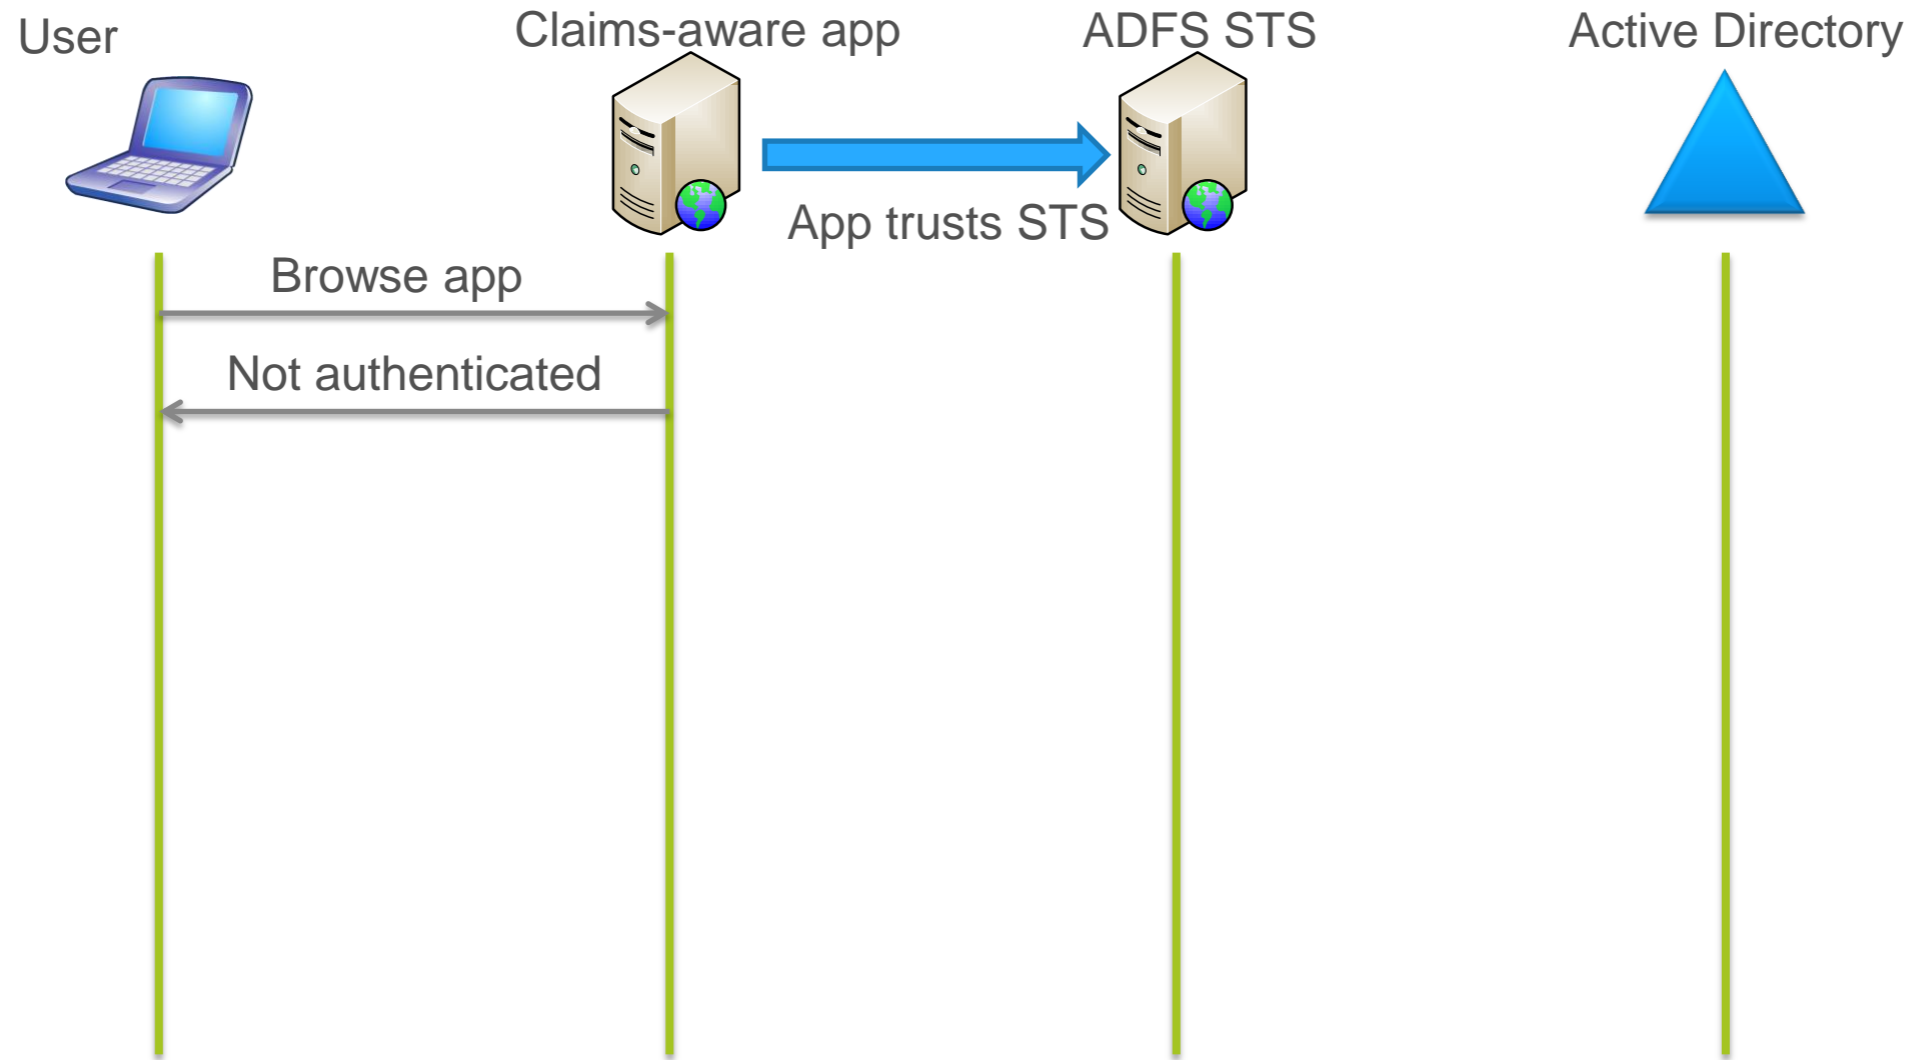 User
Claims-aware app
ADFS STS
Active Directory
App trusts STS
Browse app
Not authenticated